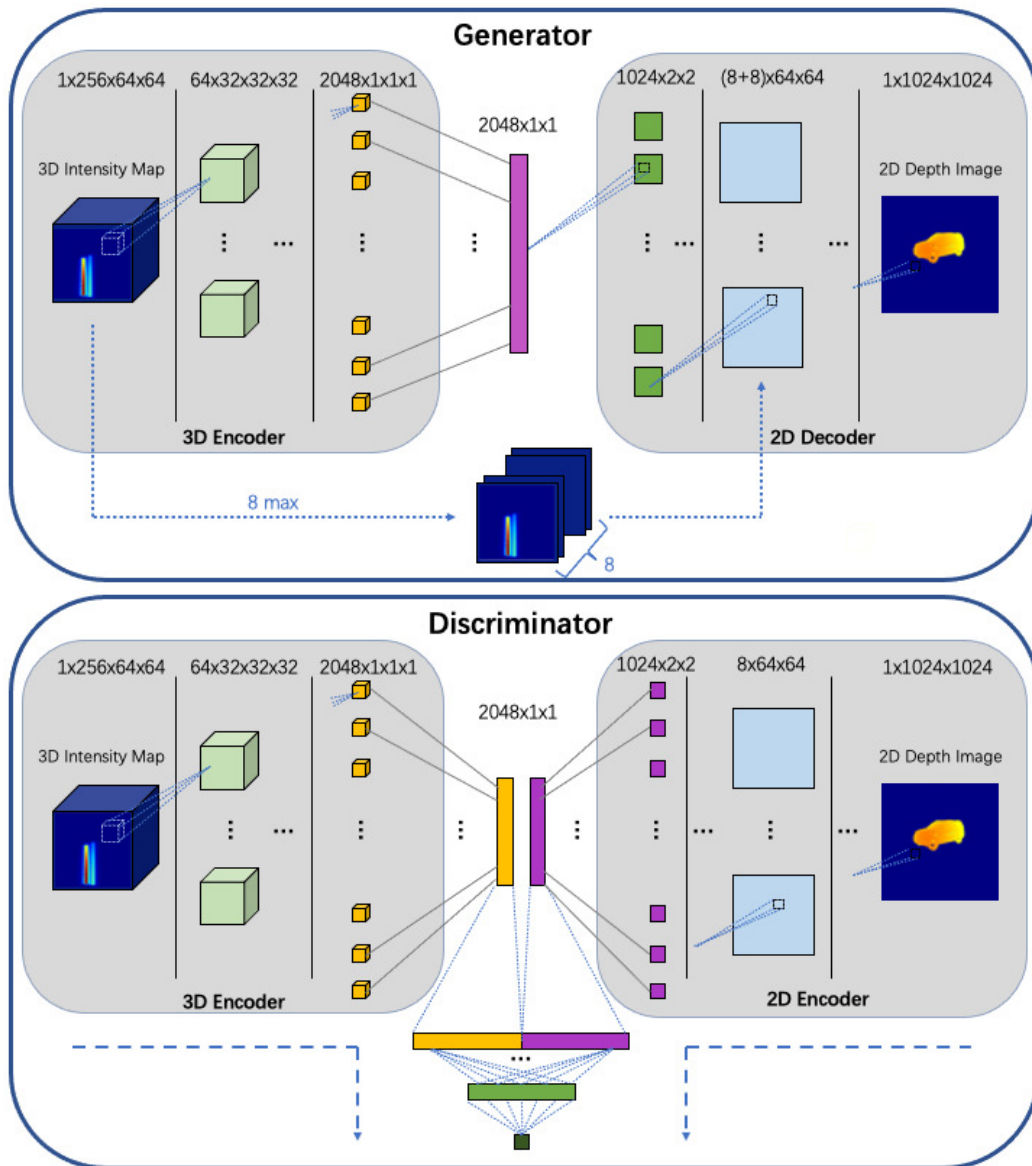 Generator
1x256x64x64 64x32x32x32 2048x1x1x1 1024x2x2 (8+8)x64x64 1x1024x1024
2048x1x1
3D Intensity Map 2D Depth Image
⋮ ... ⋮ ⋮ ⋮ ... ⋮ ...
3D Encoder 2D Decoder
8 max
8
Discriminator
1x256x64x64 64x32x32x32 2048x1x1x1 1024x2x2 8x64x64 1x1024x1024
2048x1x1
3D Intensity Map 2D Depth Image
⋮ ... ⋮ ⋮ ⋮ ⋮ ... ⋮ ...
3D Encoder 2D Encoder
...